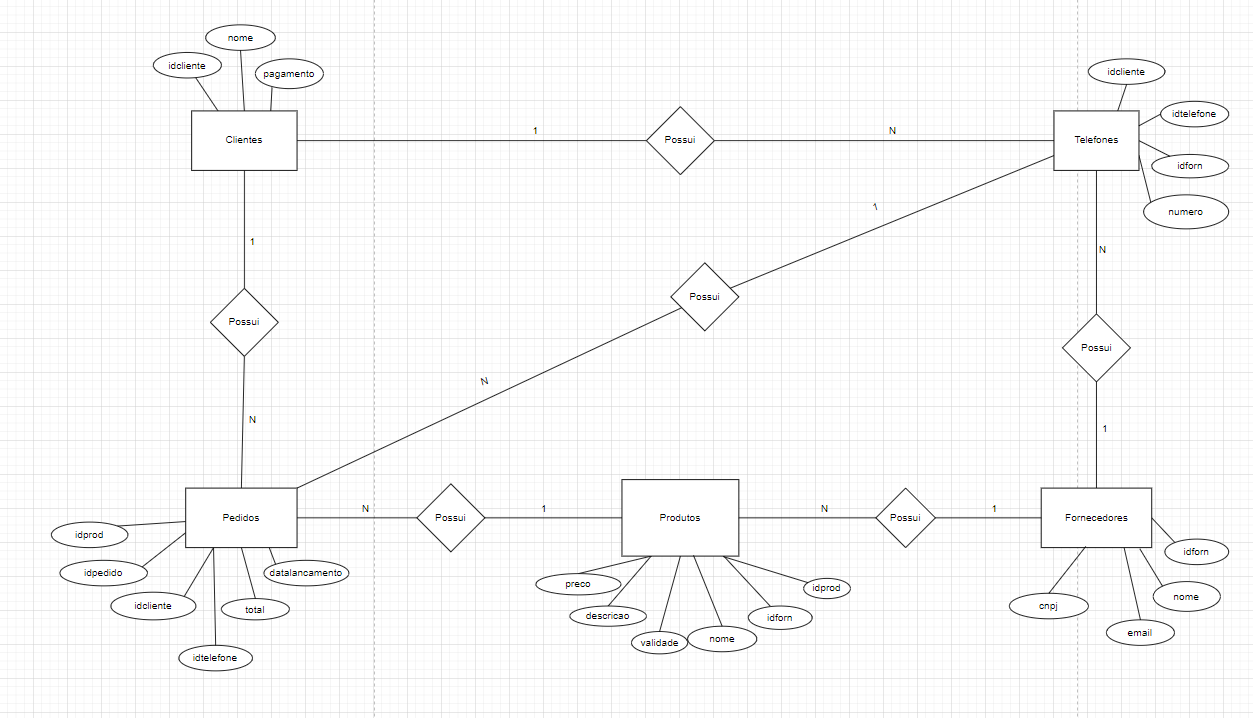 nome
idcliente
pagamento
Clientes
1
Possui
N
Telefones
idcliente
idtelefone
idforn
numero
1
Possui
N
1
Possui
N
N
Possui
1
Pedidos
N
Possui
1
Produtos
N
Possui
1
Fornecedores
idprod
idpedido
idcliente
idtelefone
total
datalancamento
preco
descricao
validade
nome
idforn
idprod
cnpj
email
nome
idforn